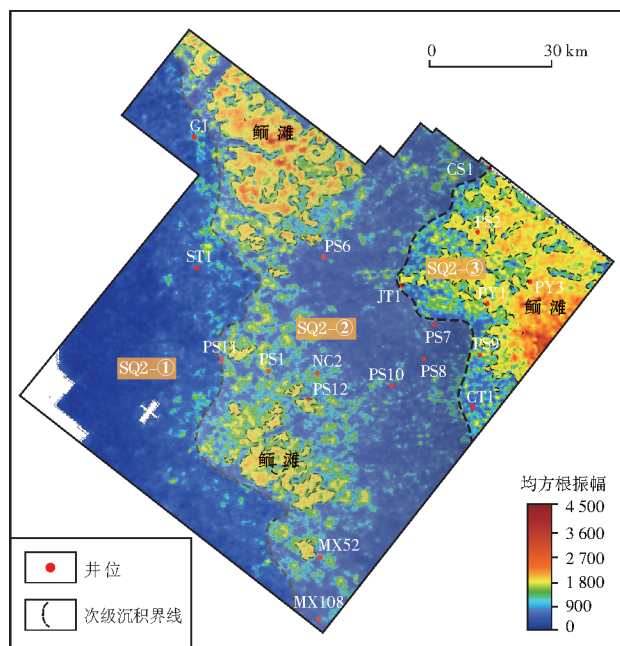 0 30 km
GJ
鲕滩
CS1
PS2
PS6
ST1
SQ2-③
JT1
PY1
PY3
鲕滩
SQ2-②
PS7
PS11
PS9
SQ2-①
PS1
NC2
PS8
PS10
PS12
CT1
鲕滩
均方根振幅
4 500
3 600
2 700
1 800
900
0
MX52
MX108
井位
次级沉积界线